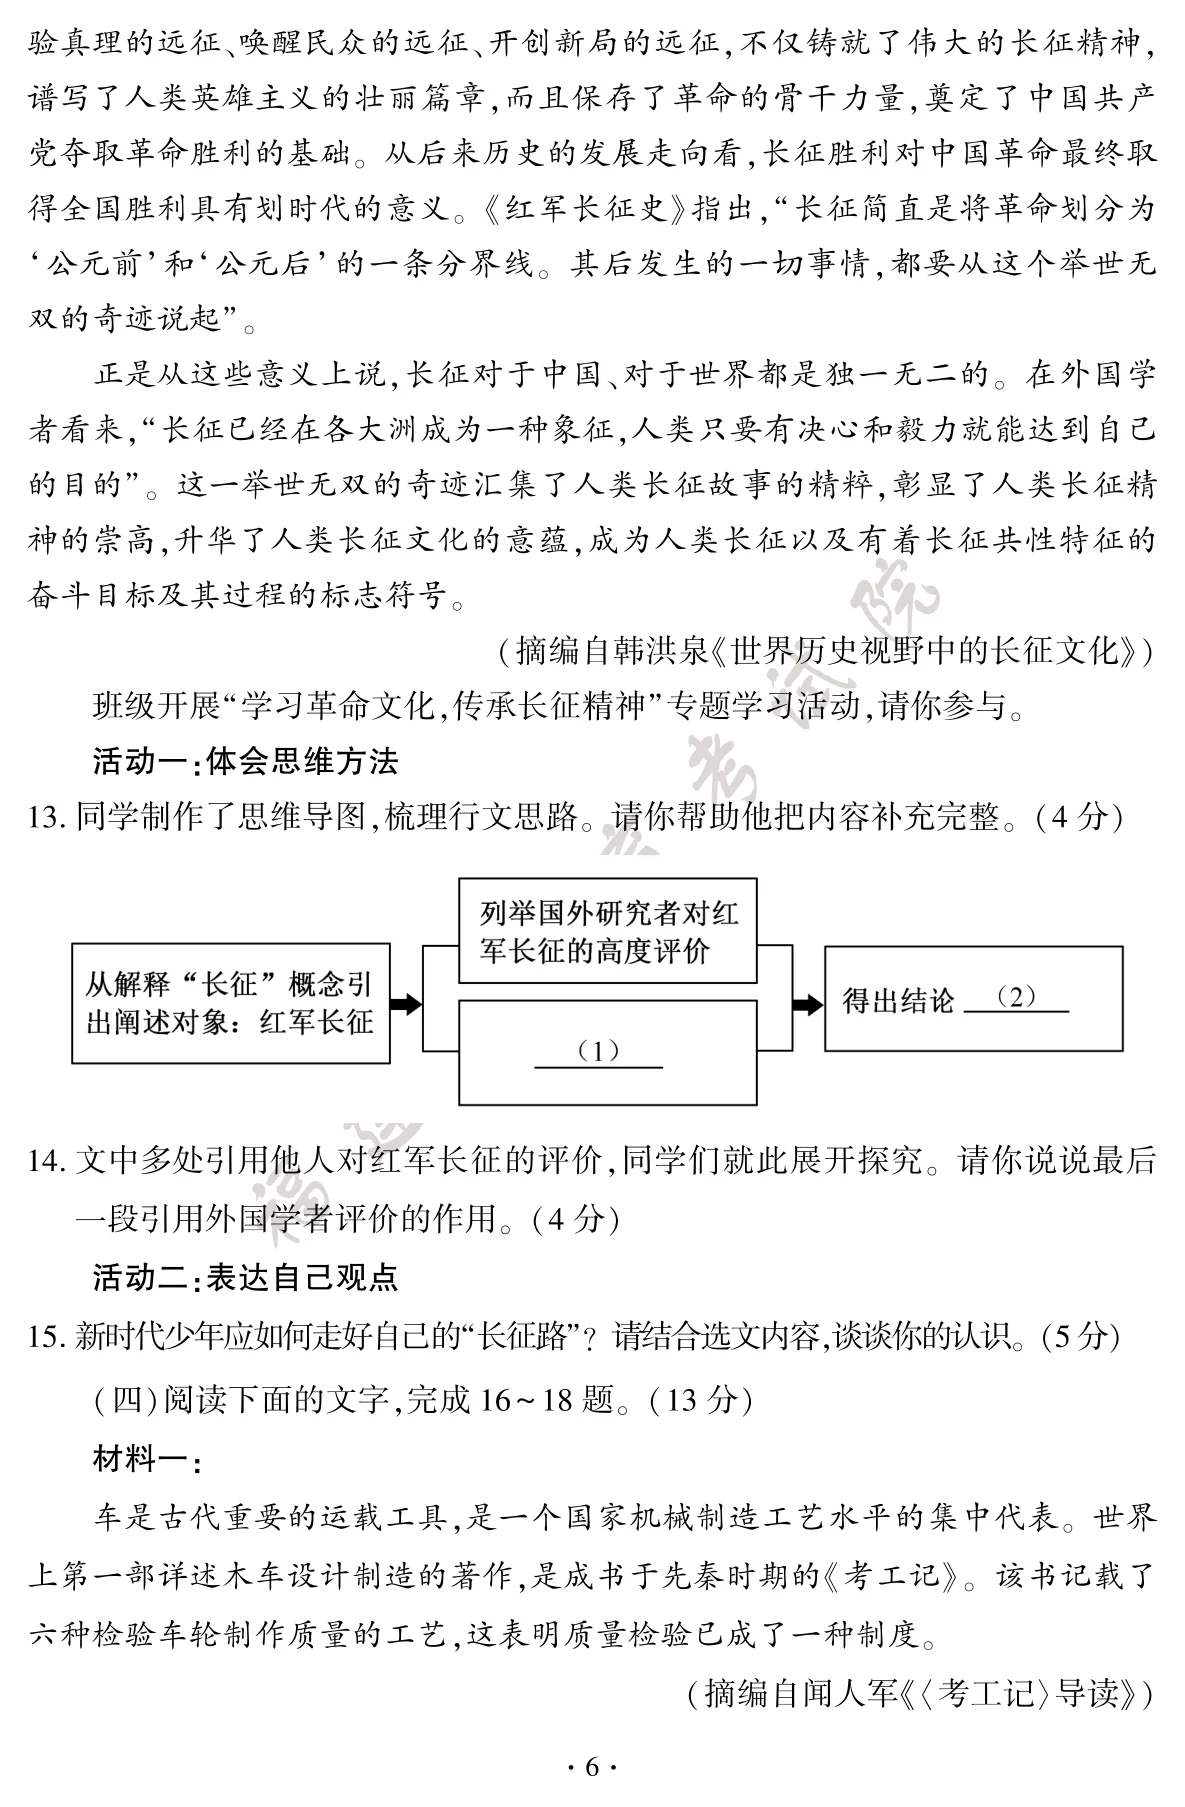 验真理的远征、唤醒民众的远征、开创新局的远征,不仅铸就了伟大的长征精神,
谱写了人类英雄主义的壮丽篇章,而且保存了革命的骨干力量,奠定了中国共产
党夺取革命胜利的基础。从后来历史的发展走向看,长征胜利对中国革命最终取
得全国胜利具有划时代的意义。《红军长征史》指出,“长征简直是将革命划分为
‘公元前’和‘公元后’的一条分界线。其后发生的一切事情,都要从这个举世无
双的奇迹说起”。
正是从这些意义上说,长征对于中国、对于世界都是独一无二的。在外国学
者看来,“长征已经在各大洲成为一种象征,人类只要有决心和毅力就能达到自己
的目的”。这一举世无双的奇迹汇集了人类长征故事的精粹,彰显了人类长征精
神的崇高,升华了人类长征文化的意蕴,成为人类长征以及有着长征共性特征的
奋斗目标及其过程的标志符号。
(摘编自韩洪泉《世界历史视野中的长征文化》)
班级开展“学习革命文化,传承长征精神”专题学习活动,请你参与。
活动一:体会思维方法
13. 同学制作了思维导图,梳理行文思路。请你帮助他把内容补充完整。(4 分)
从解释“长征”概念引
出阐述对象：红军长征
列举国外研究者对红
军长征的高度评价
（1）
得出结论 （2）
14. 文中多处引用他人对红军长征的评价,同学们就此展开探究。请你说说最后
一段引用外国学者评价的作用。(4 分)
活动二:表达自己观点
15. 新时代少年应如何走好自己的“长征路”？请结合选文内容,谈谈你的认识。(5 分)
(四)阅读下面的文字,完成 16~18 题。(13 分)
材料一:
车是古代重要的运载工具,是一个国家机械制造工艺水平的集中代表。世界
上第一部详述木车设计制造的著作,是成书于先秦时期的《考工记》。该书记载了
六种检验车轮制作质量的工艺,这表明质量检验已成了一种制度。
(摘编自闻人军《〈考工记〉导读》)
· 6 ·